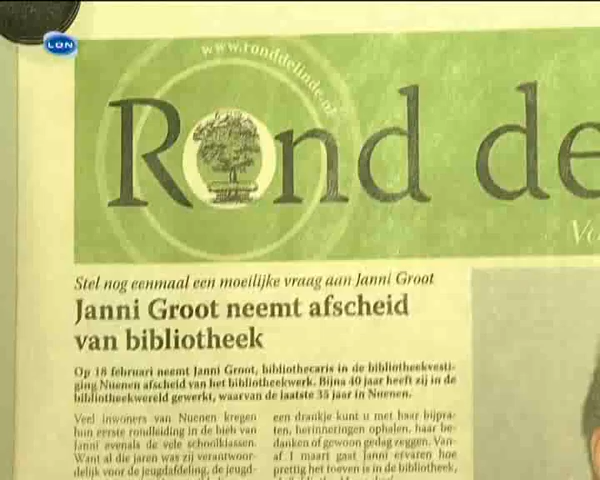 LON
www.ronddelinde.nl
Rond de
Vo
Stel nog eenmaal een moeilijke vraag aan Janni Groot
Janni Groot neemt afscheid
van bibliotheek
Op 18 februari neemt Janni Groot, bibliothecaris in de bibliotheekvesti-
ging Nuenen afscheid van het bibliotheekwerk. Bijna 40 jaar heeft zij in de
bibliotheekwereld gewerkt, waarvan de laatste 35 jaar in Nuenen.
Veel inwoners van Nuenen kregen
hun eerste rondleiding in de bieb van
Janni evenals de vele schoolklassen.
Want al die jaren was zij verantwoor-
delijk voor de jeugdafdeling, de jeugd-
een drankje kunt u met haar bijpra-
ten, herinneringen ophalen, haar be-
danken of gewoon gedag zeggen. Van-
af 1 maart gaat Janni ervaren hoe
prettig het toeven is in de bibliotheek,